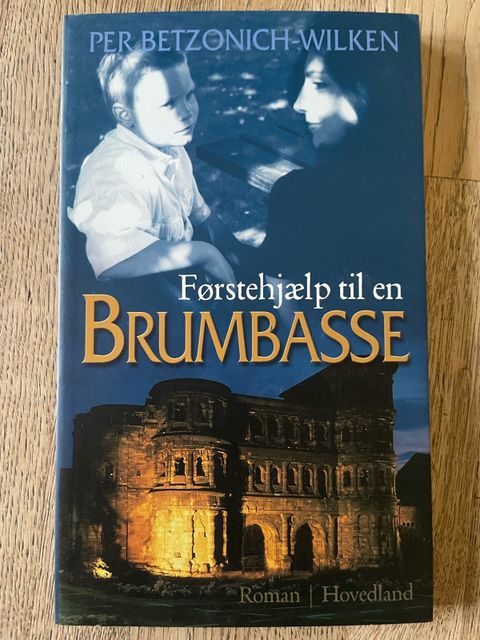 PER BETZONICH-WILKEN
Førstehjælp til en
BRUMBASSE
Roman | Hovedland